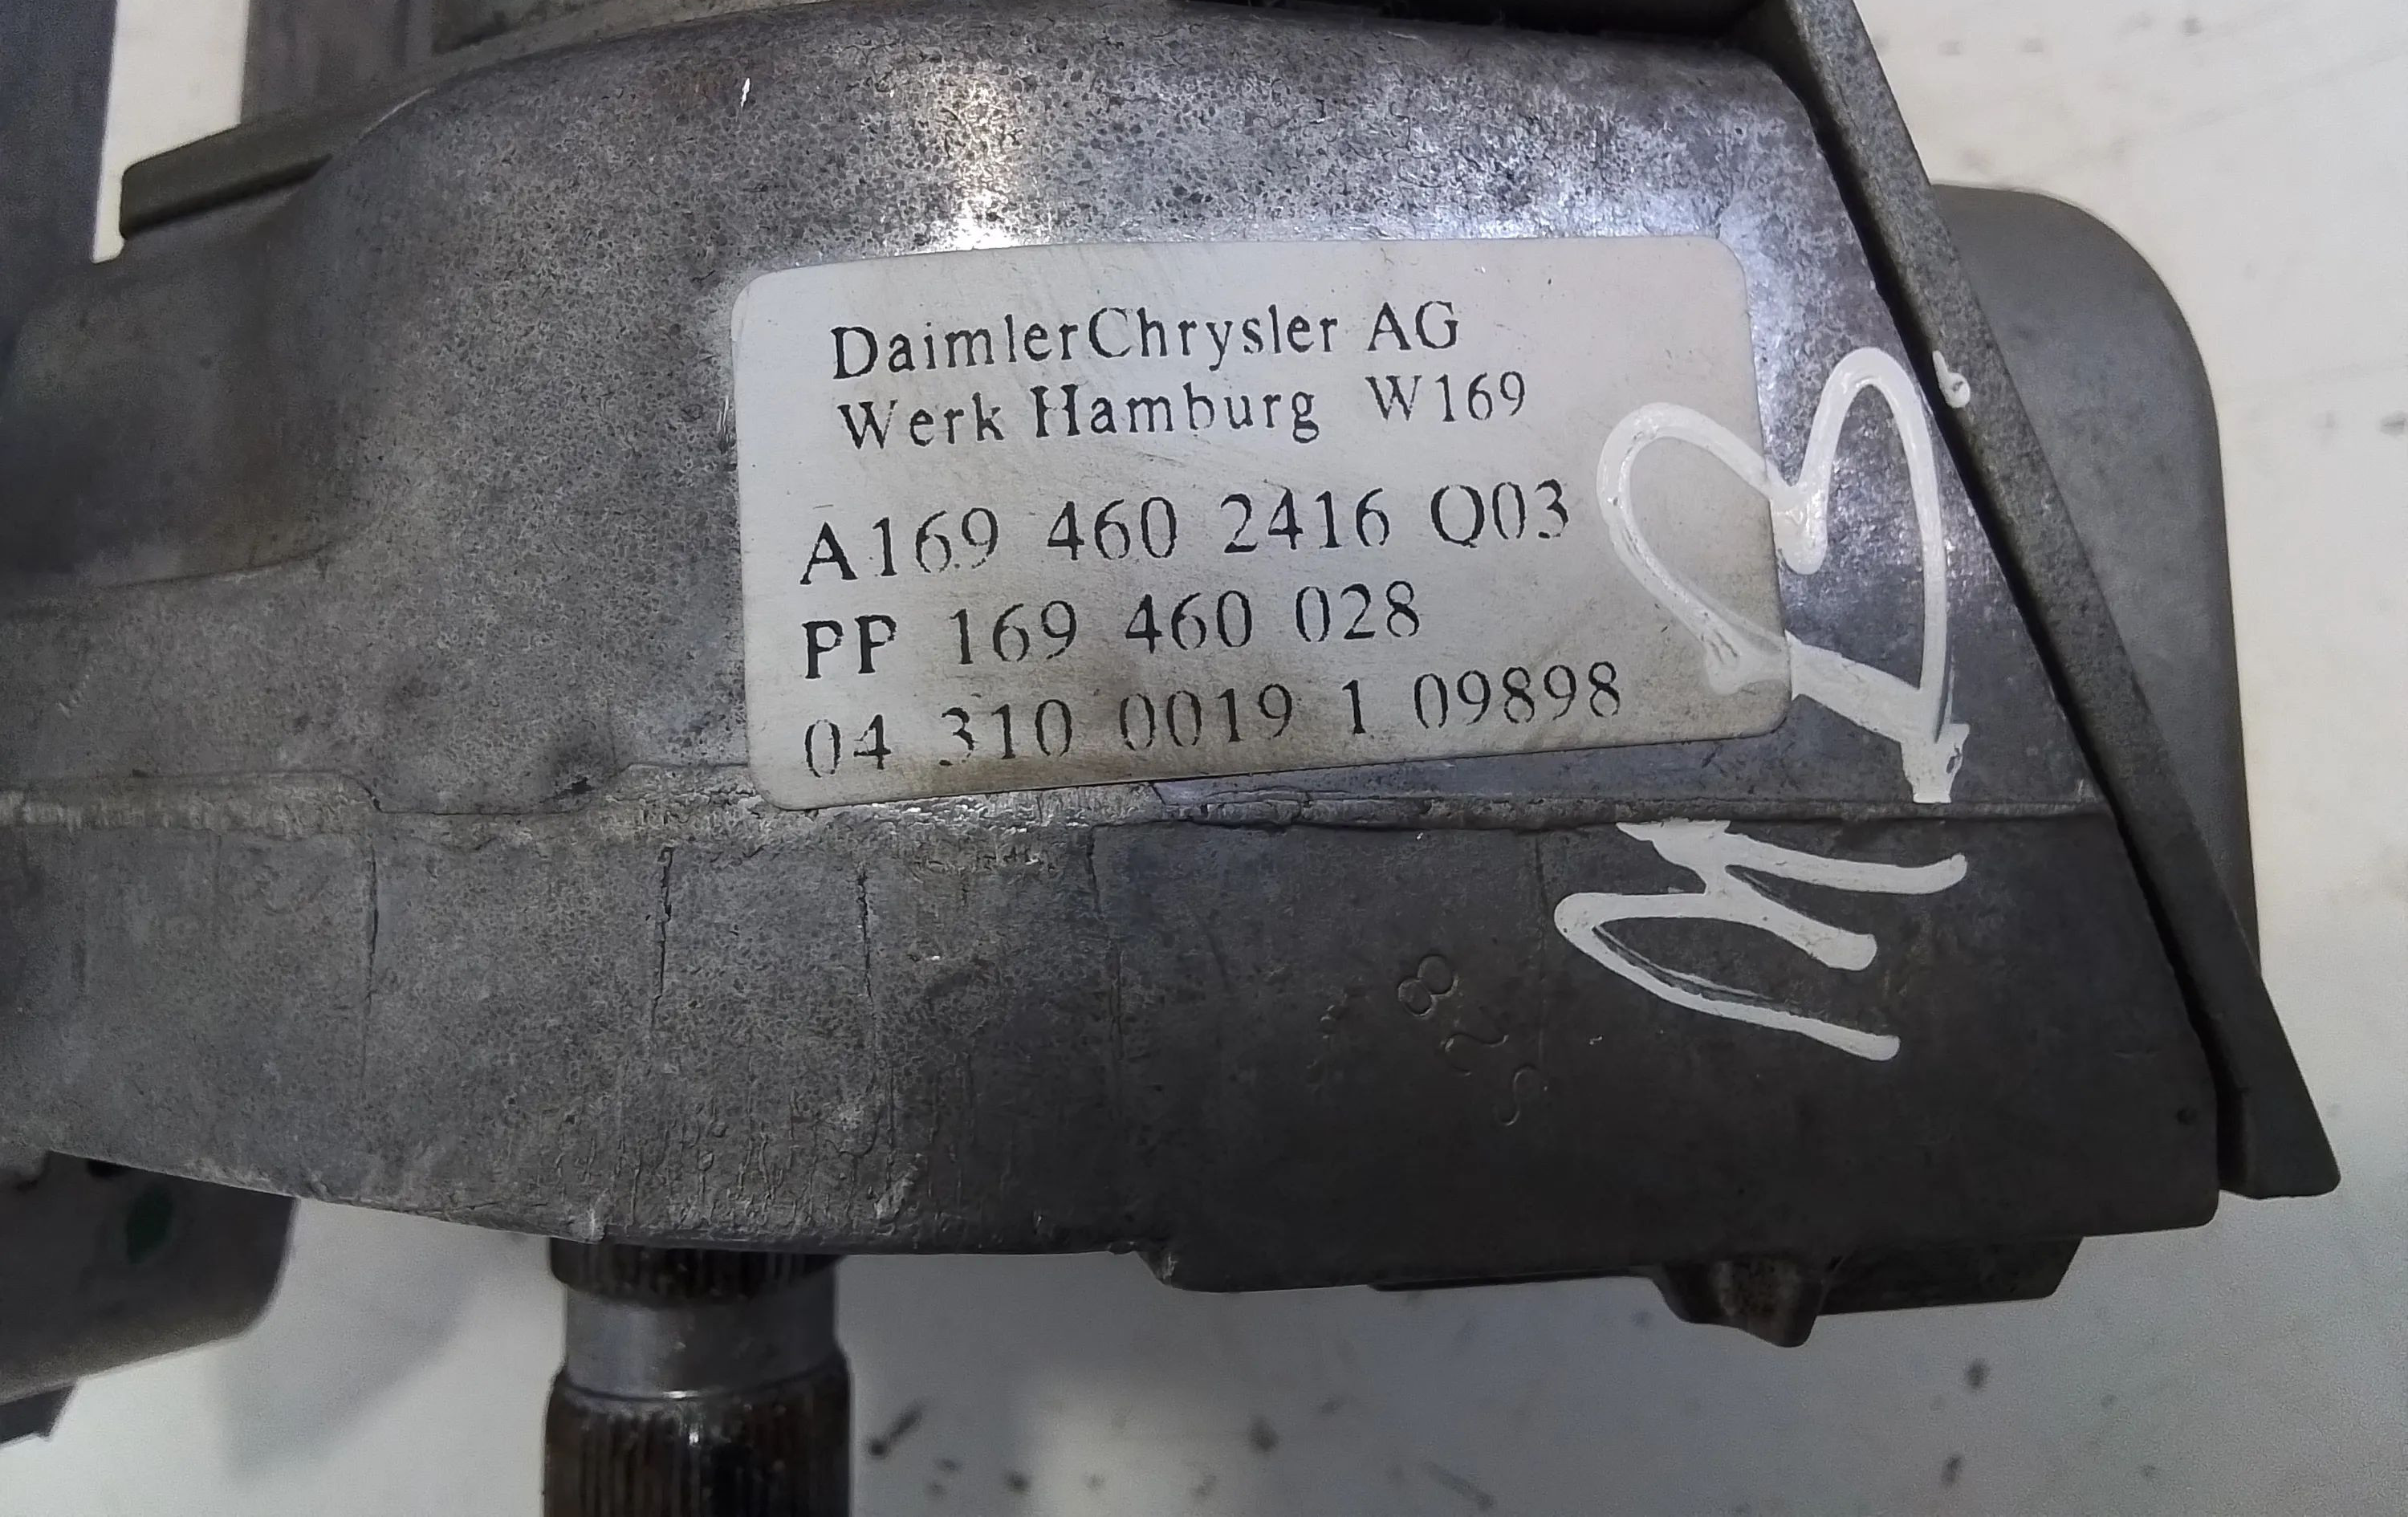 DaimlerChrysler AG
Werk Hamburg W169
A169 460 2416 Q03
PP 169 460 028
04 310 0019 1 09898